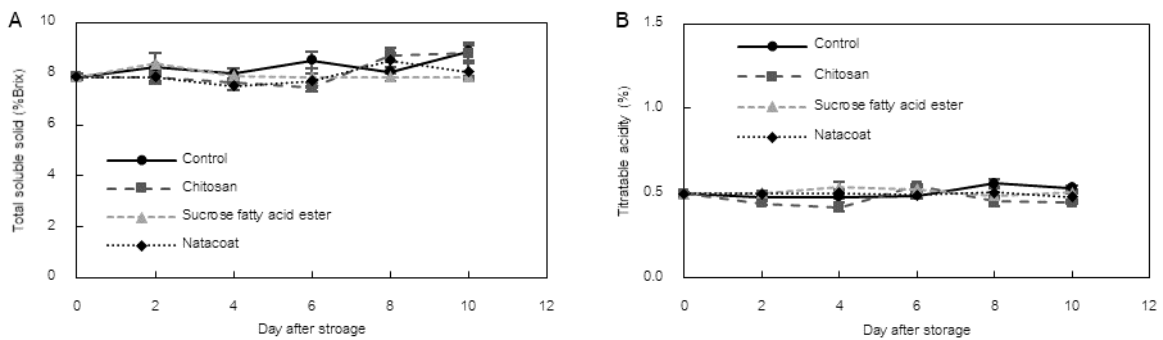 A
Total soluble solid (%Brix)
10
8
6
4
2
0
Control
Chitosan
Sucrose fatty acid ester
Natacoat
0 2 4 6 8 10 12
Day after stroage
B
Titratable acidity (%)
1.5
1.0
0.5
0.0
Control
Chitosan
Sucrose fatty acid ester
Natacoat
0 2 4 6 8 10 12
Day after storage